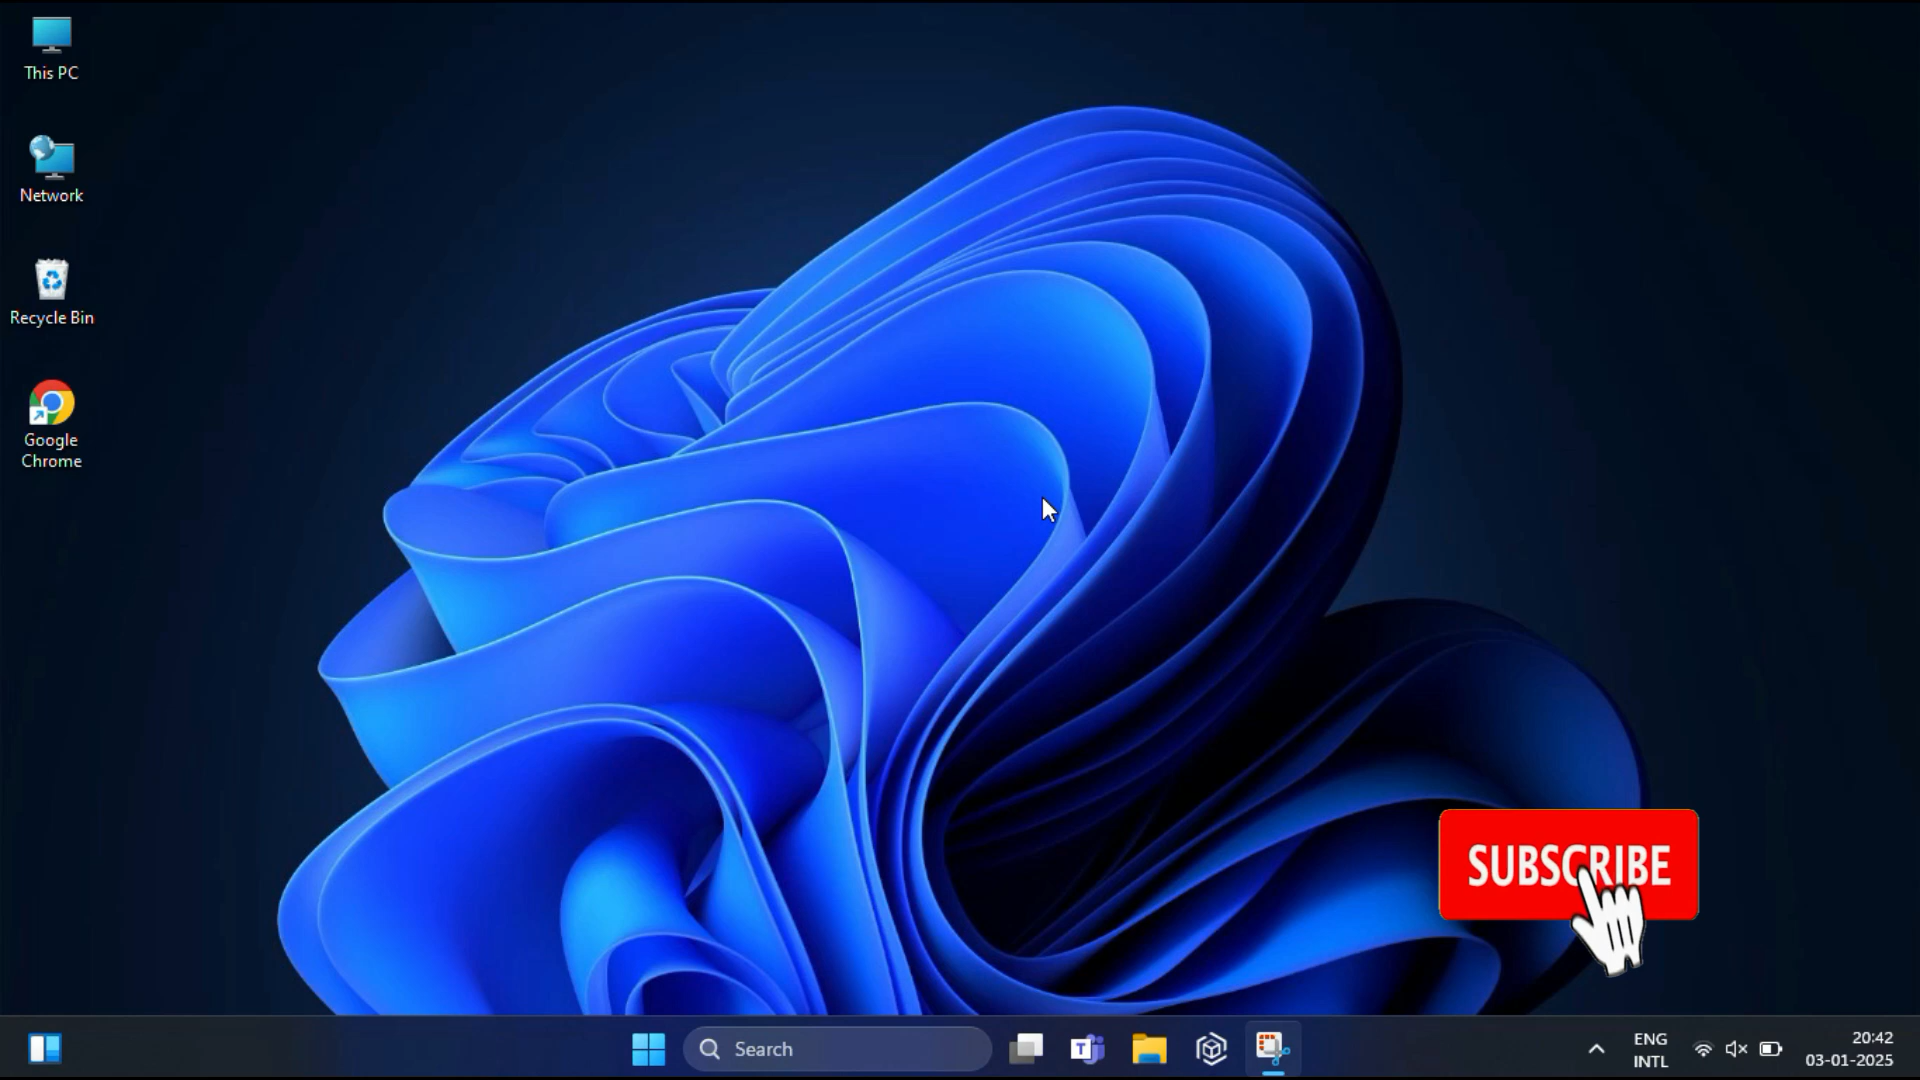 This PC
Network
Recycle Bin
Google
Chrome
SUBSCRIBE
Search
T
ENG
INTL
20:42
03-01-2025